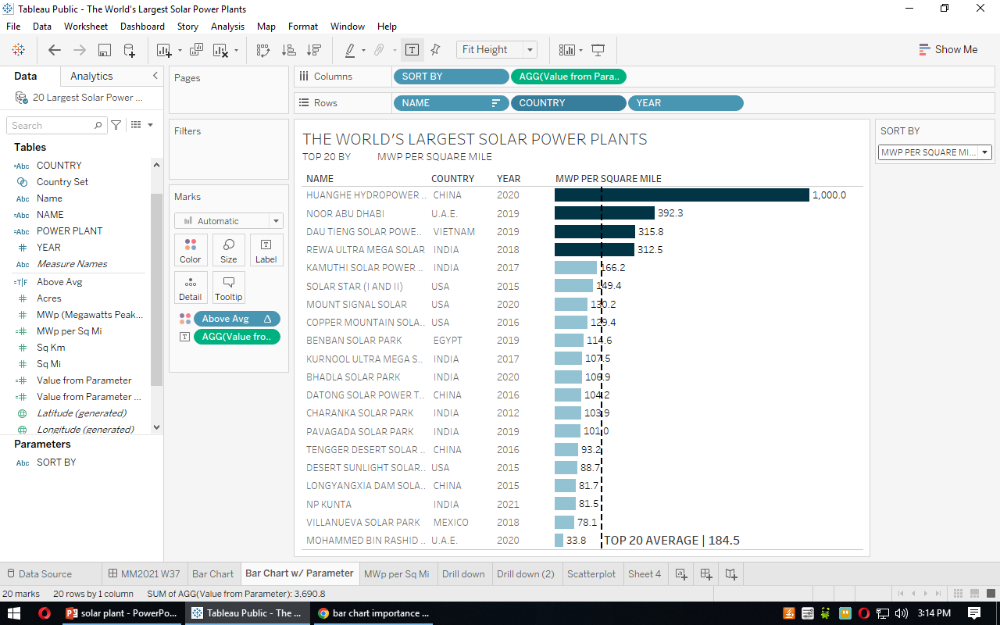 Tableau Public - The World's Largest Solar Power Plants
File Data Worksheet Dashboard Story Analysis Map Format Window Help
Fit Height
Show Me
Data Analytics
20 Largest Solar Power ...
Search
Tables
COUNTRY
Country Set
Name
NAME
POWER PLANT
YEAR
Measure Names
Above Avg
Acres
MWp (Megawatts Peak...
MWp per Sq Mi
Sq Km
Sq Mi
Value from Parameter
Value from Parameter ...
Latitude (generated)
Longitude (generated)
Parameters
SORT BY
Pages
Filters
Marks
Automatic
Color Size Label
Detail Tooltip
Above Avg
AGG(Value fro..
Columns SORT BY AGG(Value from Para..
Rows NAME COUNTRY YEAR
THE WORLD'S LARGEST SOLAR POWER PLANTS
TOP 20 BY MWP PER SQUARE MILE
NAME COUNTRY YEAR MWP PER SQUARE MILE
HUANGHE HYDROPOWER .. CHINA 2020 1,000.0
NOOR ABU DHABI U.A.E. 2019 392.3
DAU TIENG SOLAR POWE.. VIETNAM 2019 315.8
REWA ULTRA MEGA SOLAR INDIA 2018 312.5
KAMUTHI SOLAR POWER .. INDIA 2017 166.2
SOLAR STAR (I AND II) USA 2015 149.4
MOUNT SIGNAL SOLAR USA 2020 130.2
COPPER MOUNTAIN SOLA.. USA 2016 129.4
BENBAN SOLAR PARK EGYPT 2019 114.6
KURNOOL ULTRA MEGA S.. INDIA 2017 107.5
BHADLA SOLAR PARK INDIA 2020 106.9
DATONG SOLAR POWER T.. CHINA 2016 104.2
CHARANKA SOLAR PARK INDIA 2012 103.9
PAVAGADA SOLAR PARK INDIA 2019 101.0
TENGGER DESERT SOLAR .. CHINA 2016 93.2
DESERT SUNLIGHT SOLAR.. USA 2015 88.7
LONGYANGXIA DAM SOLA.. CHINA 2015 81.7
NP KUNTA INDIA 2021 81.5
VILLANUEVA SOLAR PARK MEXICO 2018 78.1
MOHAMMED BIN RASHID .. U.A.E. 2020 33.8
TOP 20 AVERAGE | 184.5
SORT BY
MWP PER SQUARE MI...
Data Source MM2021 W37 Bar Chart Bar Chart w/ Parameter MWp per Sq Mi Drill down Drill down (2) Scatterplot Sheet 4
20 marks 20 rows by 1 column SUM of AGG(Value from Parameter): 3,690.8
solar plant - PowerPo... Tableau Public - The ... bar chart importance ... 3:14 PM